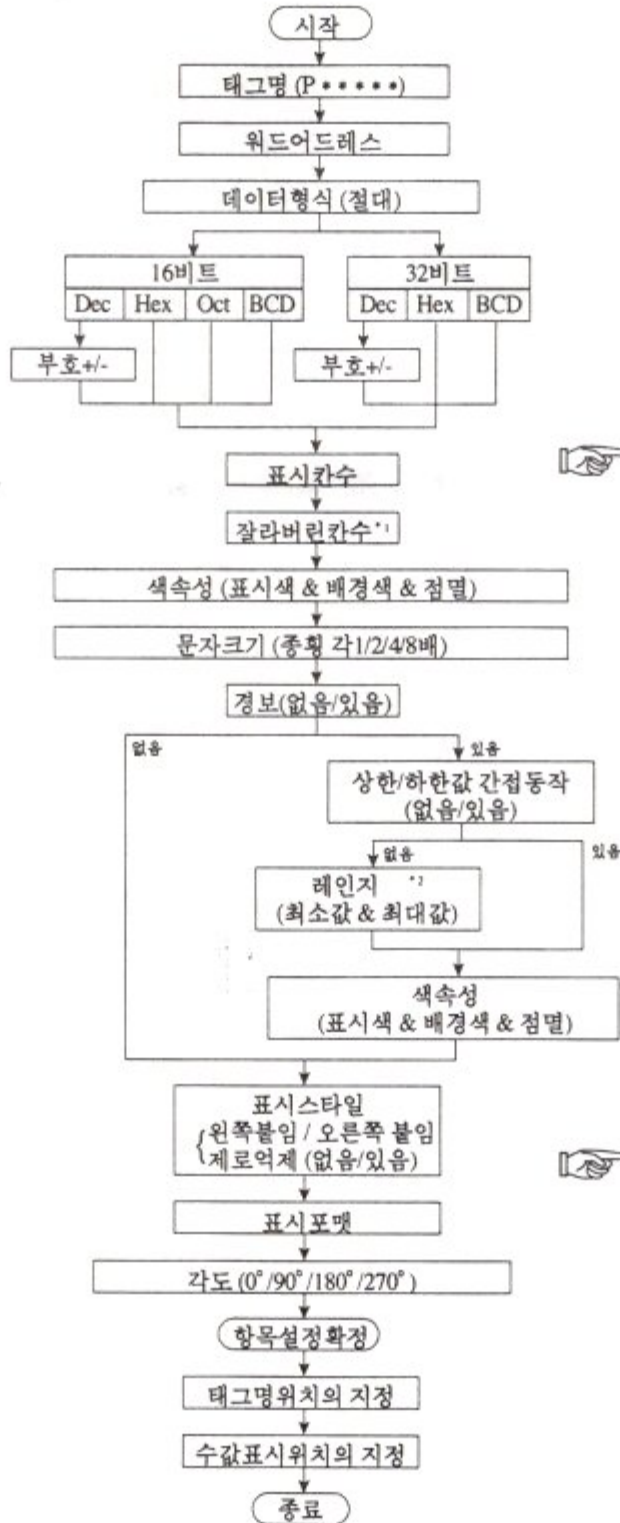 시작
태그명 (P * * * * *)
워드어드레스
데이터형식 (절대)
16비트
32비트
Dec Hex Oct BCD
Dec Hex BCD
부호+/-
부호+/-
표시칸수
잘라버린칸수*1
색속성 (표시색 & 배경색 & 점멸)
문자크기 (종횡 각1/2/4/8배)
경보(없음/있음)
없음
있음
상한/하한값 간접동작
(없음/있음)
없음
있음
레인지 *2
(최소값 & 최대값)
색속성
(표시색 & 배경색 & 점멸)
표시스타일
왼쪽붙임 / 오른쪽 붙임
제로억제 (없음/있음)
표시포맷
각도 (0°/90°/180°/270°)
항목설정확정
태그명위치의 지정
수값표시위치의 지정
종료